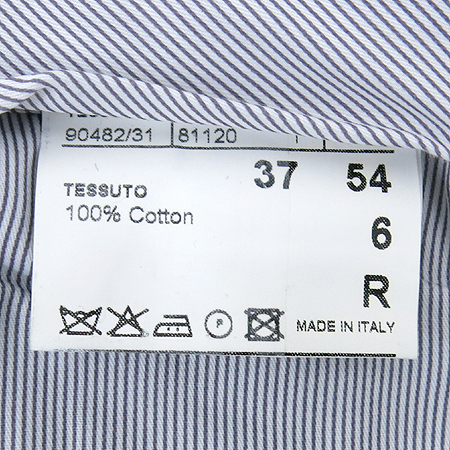 90482/31 81120
37 54
TESSUTO
100% Cotton
6
R
P
MADE IN ITALY